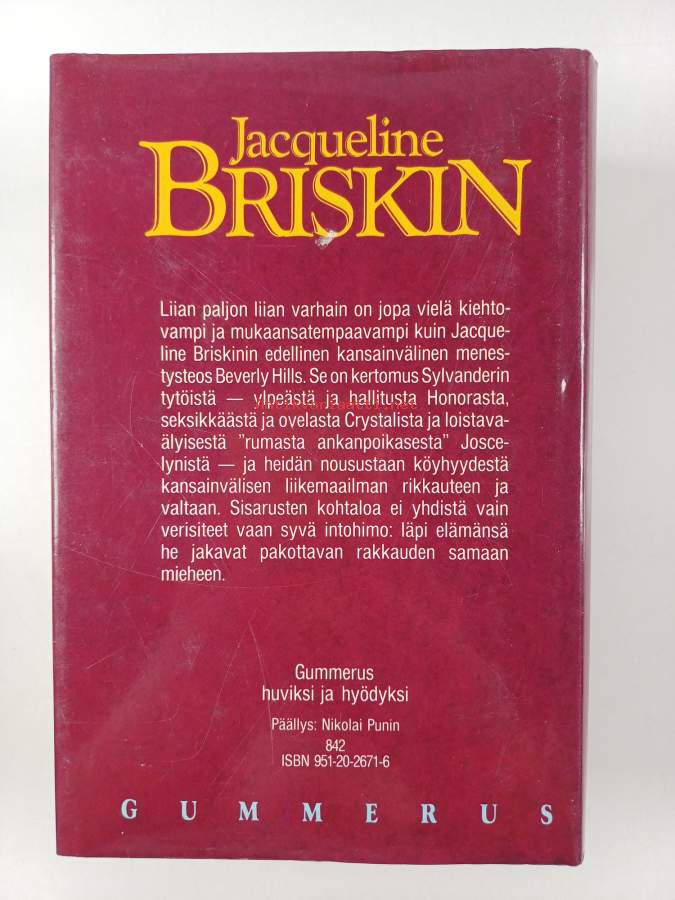 Jacqueline
BRISKIN
Liian paljon liian varhain on jopa vielä kiehto-
vampi ja mukaansatempaavampi kuin Jacque-
line Briskinin edellinen kansainvälinen menes-
tysteos Beverly Hills. Se on kertomus Sylvanderin
tytöistä — ylpeästä ja hallitusta Honorasta,
Antikvariaatti.net
seksikkäästä ja ovelasta Crystalista ja loistava-
älyisestä ”rumasta ankanpoikasesta” Josce-
lynistä — ja heidän nousustaan köyhyydestä
kansainvälisen liikemaailman rikkauteen ja
valtaan. Sisarusten kohtaloa ei yhdistä vain
verisiteet vaan syvä intohimo: läpi elämänsä
he jakavat pakottavan rakkauden samaan
mieheen.
Gummerus
huviksi ja hyödyksi
Päällys: Nikolai Punin
842
ISBN 951-20-2671-6
GUMMERUS